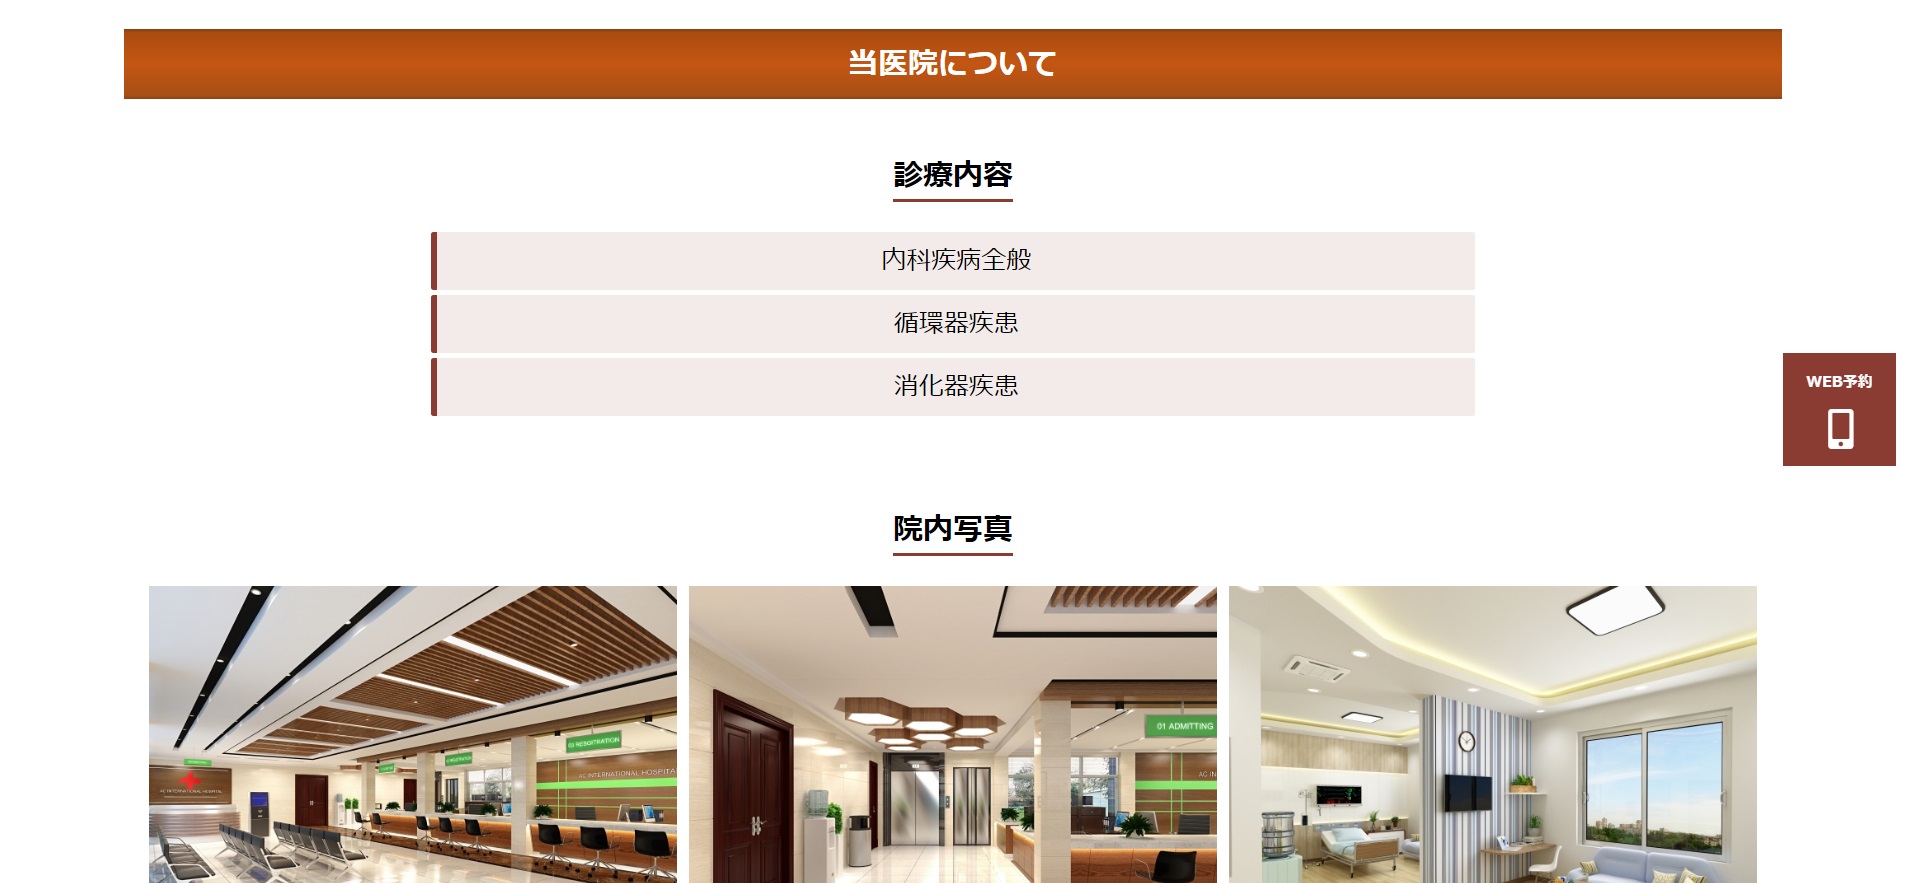 当医院について
診療内容
内科疾病全般
循環器疾患
消化器疾患
WEB予約
院内写真
AC INTERNATIONAL HOSPITAL
01 ADMITTING
AC IN